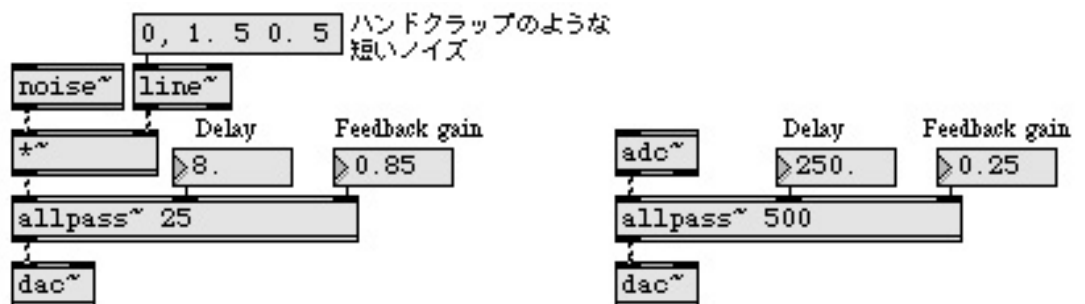 0, 1. 5 0. 5
ハンドクラップのような
短いノイズ
noise~
line~
*~
Delay
8.
Feedback gain
0.85
allpass~ 25
dac~
adc~
Delay
250.
Feedback gain
0.25
allpass~ 500
dac~